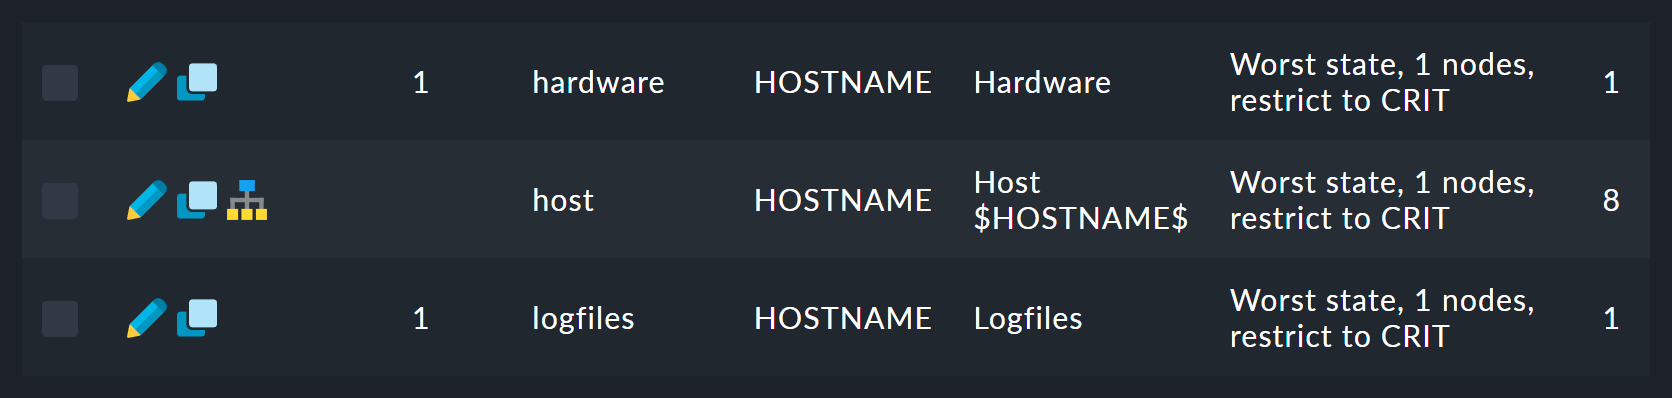 1 hardware HOSTNAME Hardware Worst state, 1 nodes, restrict to CRIT 1
host HOSTNAME Host $HOSTNAME$ Worst state, 1 nodes, restrict to CRIT 8
1 logfiles HOSTNAME Logfiles Worst state, 1 nodes, restrict to CRIT 1